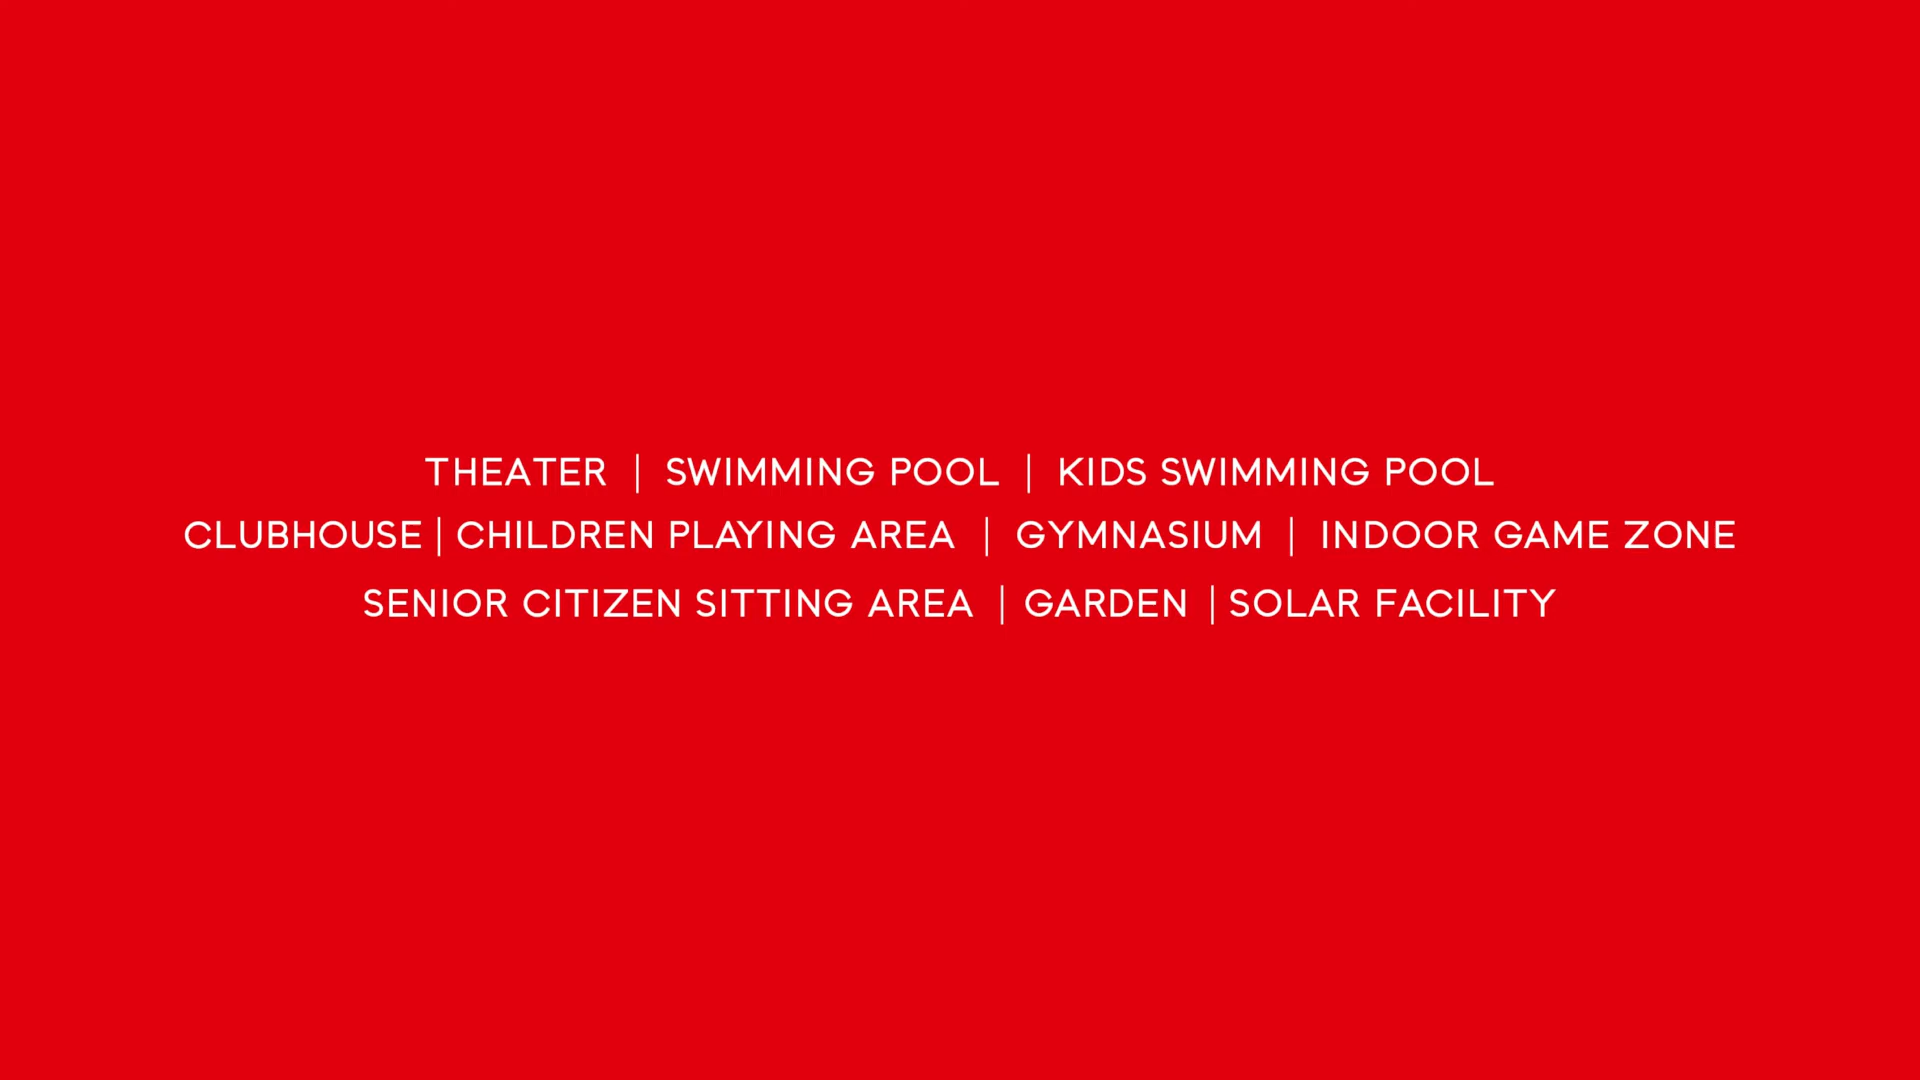 THEATER | SWIMMING POOL | KIDS SWIMMING POOL
CLUBHOUSE | CHILDREN PLAYING AREA | GYMNASIUM | INDOOR GAME ZONE
SENIOR CITIZEN SITTING AREA | GARDEN | SOLAR FACILITY